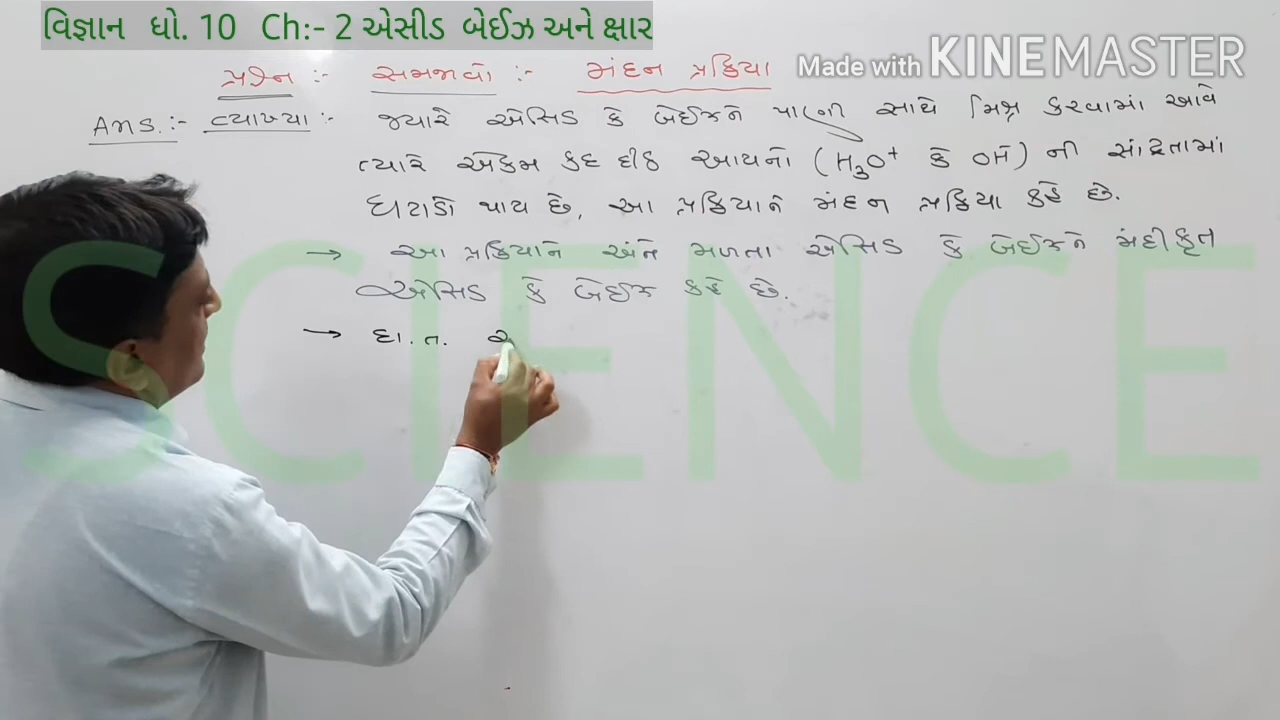 વિજ્ઞાન ધો. 10 Ch:- 2 એસીડ બેઈઝ અને ક્ષાર
Made with KINEMASTER
પ્રશ્ન :- સમજાવો :- મંદન પ્રક્રિયા
Ans. :- વ્યાખ્યા :- જ્યારે એસિડ કે બેઈઝને પાણી સાથે મિશ્ર કરવામાં આવે
ત્યારે એકમ કદ દીઠ આયનો (H₃O⁺ કે OH⁻) ની સાંદ્રતામાં
ઘટાડો થાય છે, આ પ્રક્રિયાને મંદન પ્રક્રિયા કહે છે.
→ આ પ્રક્રિયાને અંતે મળતા એસિડ કે બેઈઝને મંદીકૃત
એસિડ કે બેઈઝ કહે છે.
→ દા.ત.
SCIENCE